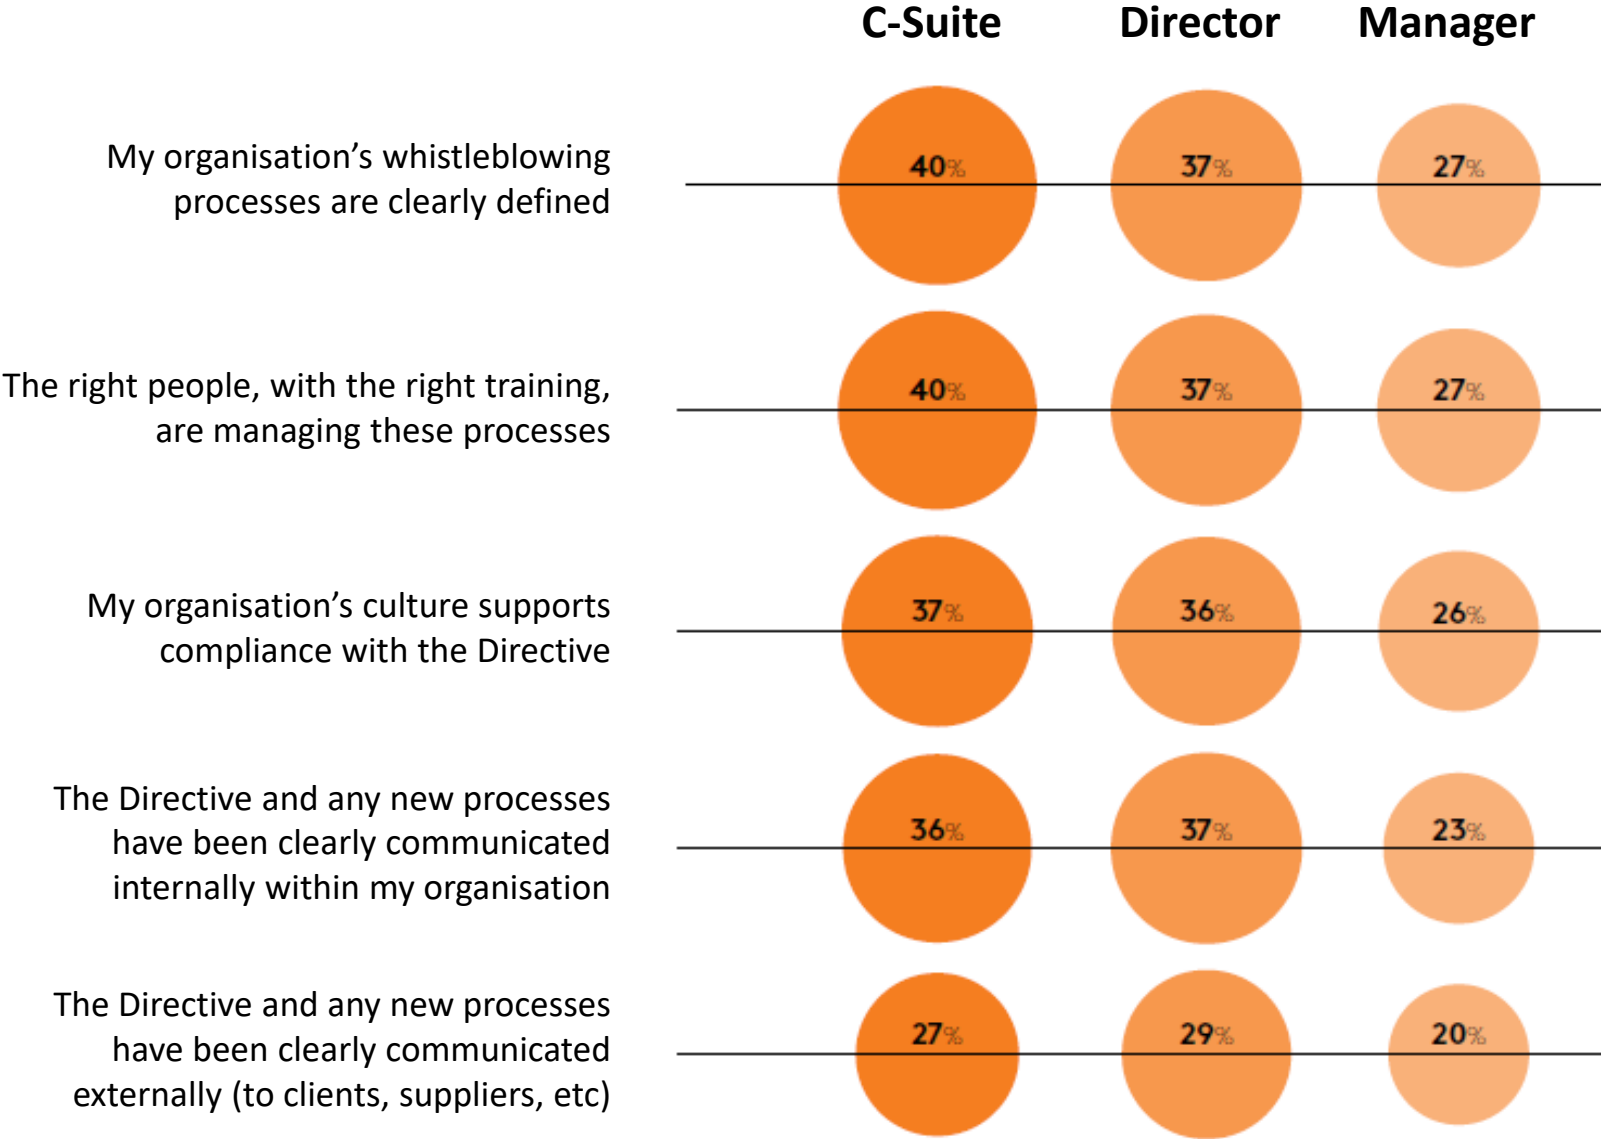 C-Suite Director Manager
My organisation’s whistleblowing
processes are clearly defined
40% 37% 27%
The right people, with the right training,
are managing these processes
40% 37% 27%
My organisation’s culture supports
compliance with the Directive
37% 36% 26%
The Directive and any new processes
have been clearly communicated
internally within my organisation
36% 37% 23%
The Directive and any new processes
have been clearly communicated
externally (to clients, suppliers, etc)
27% 29% 20%